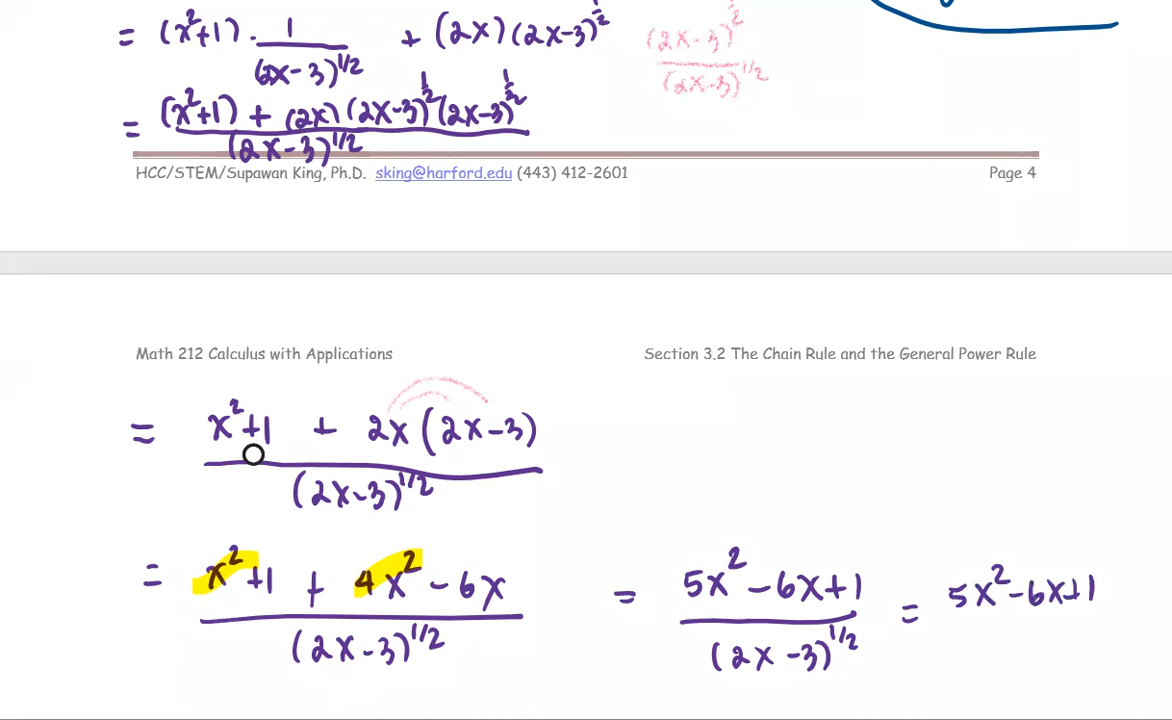 = (x²+1) · 1/(2x-3)^1/2 + (2x)(2x-3)^1/2 (2x-3)^1/2/(2x-3)^1/2
= (x²+1) + (2x)(2x-3)^1/2(2x-3)^1/2/(2x-3)^1/2
HCC/STEM/Supawan King, Ph.D. sking@harford.edu (443) 412-2601 Page 4
Math 212 Calculus with Applications Section 3.2 The Chain Rule and the General Power Rule
= x²+1 + 2x(2x-3)/(2x-3)^1/2
= x²+1 + 4x²-6x/(2x-3)^1/2 = 5x²-6x+1/(2x-3)^1/2 = 5x²-6x+1